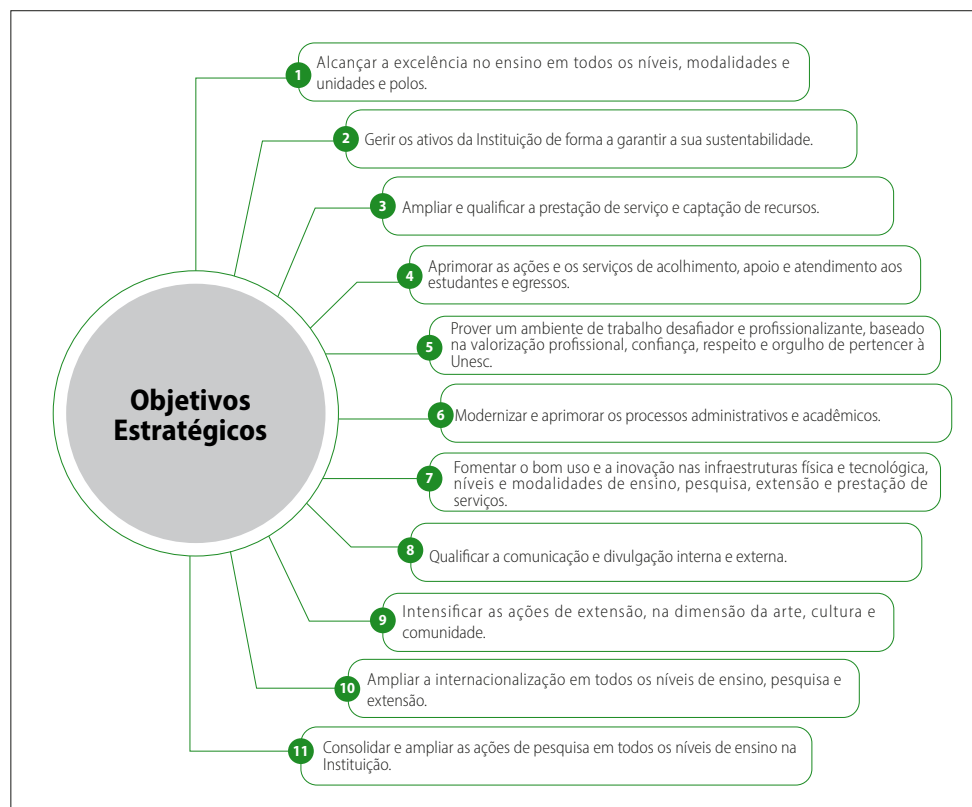 Objetivos
Estratégicos
1
Alcançar a excelência no ensino em todos os níveis, modalidades e
unidades e polos.
2
Gerir os ativos da Instituição de forma a garantir a sua sustentabilidade.
3
Ampliar e qualificar a prestação de serviço e captação de recursos.
4
Aprimorar as ações e os serviços de acolhimento, apoio e atendimento aos
estudantes e egressos.
5
Prover um ambiente de trabalho desafiador e profissionalizante, baseado
na valorização profissional, confiança, respeito e orgulho de pertencer à
Unesc.
6
Modernizar e aprimorar os processos administrativos e acadêmicos.
7
Fomentar o bom uso e a inovação nas infraestruturas física e tecnológica,
níveis e modalidades de ensino, pesquisa, extensão e prestação de
serviços.
8
Qualificar a comunicação e divulgação interna e externa.
9
Intensificar as ações de extensão, na dimensão da arte, cultura e
comunidade.
10
Ampliar a internacionalização em todos os níveis de ensino, pesquisa e
extensão.
11
Consolidar e ampliar as ações de pesquisa em todos os níveis de ensino na
Instituição.